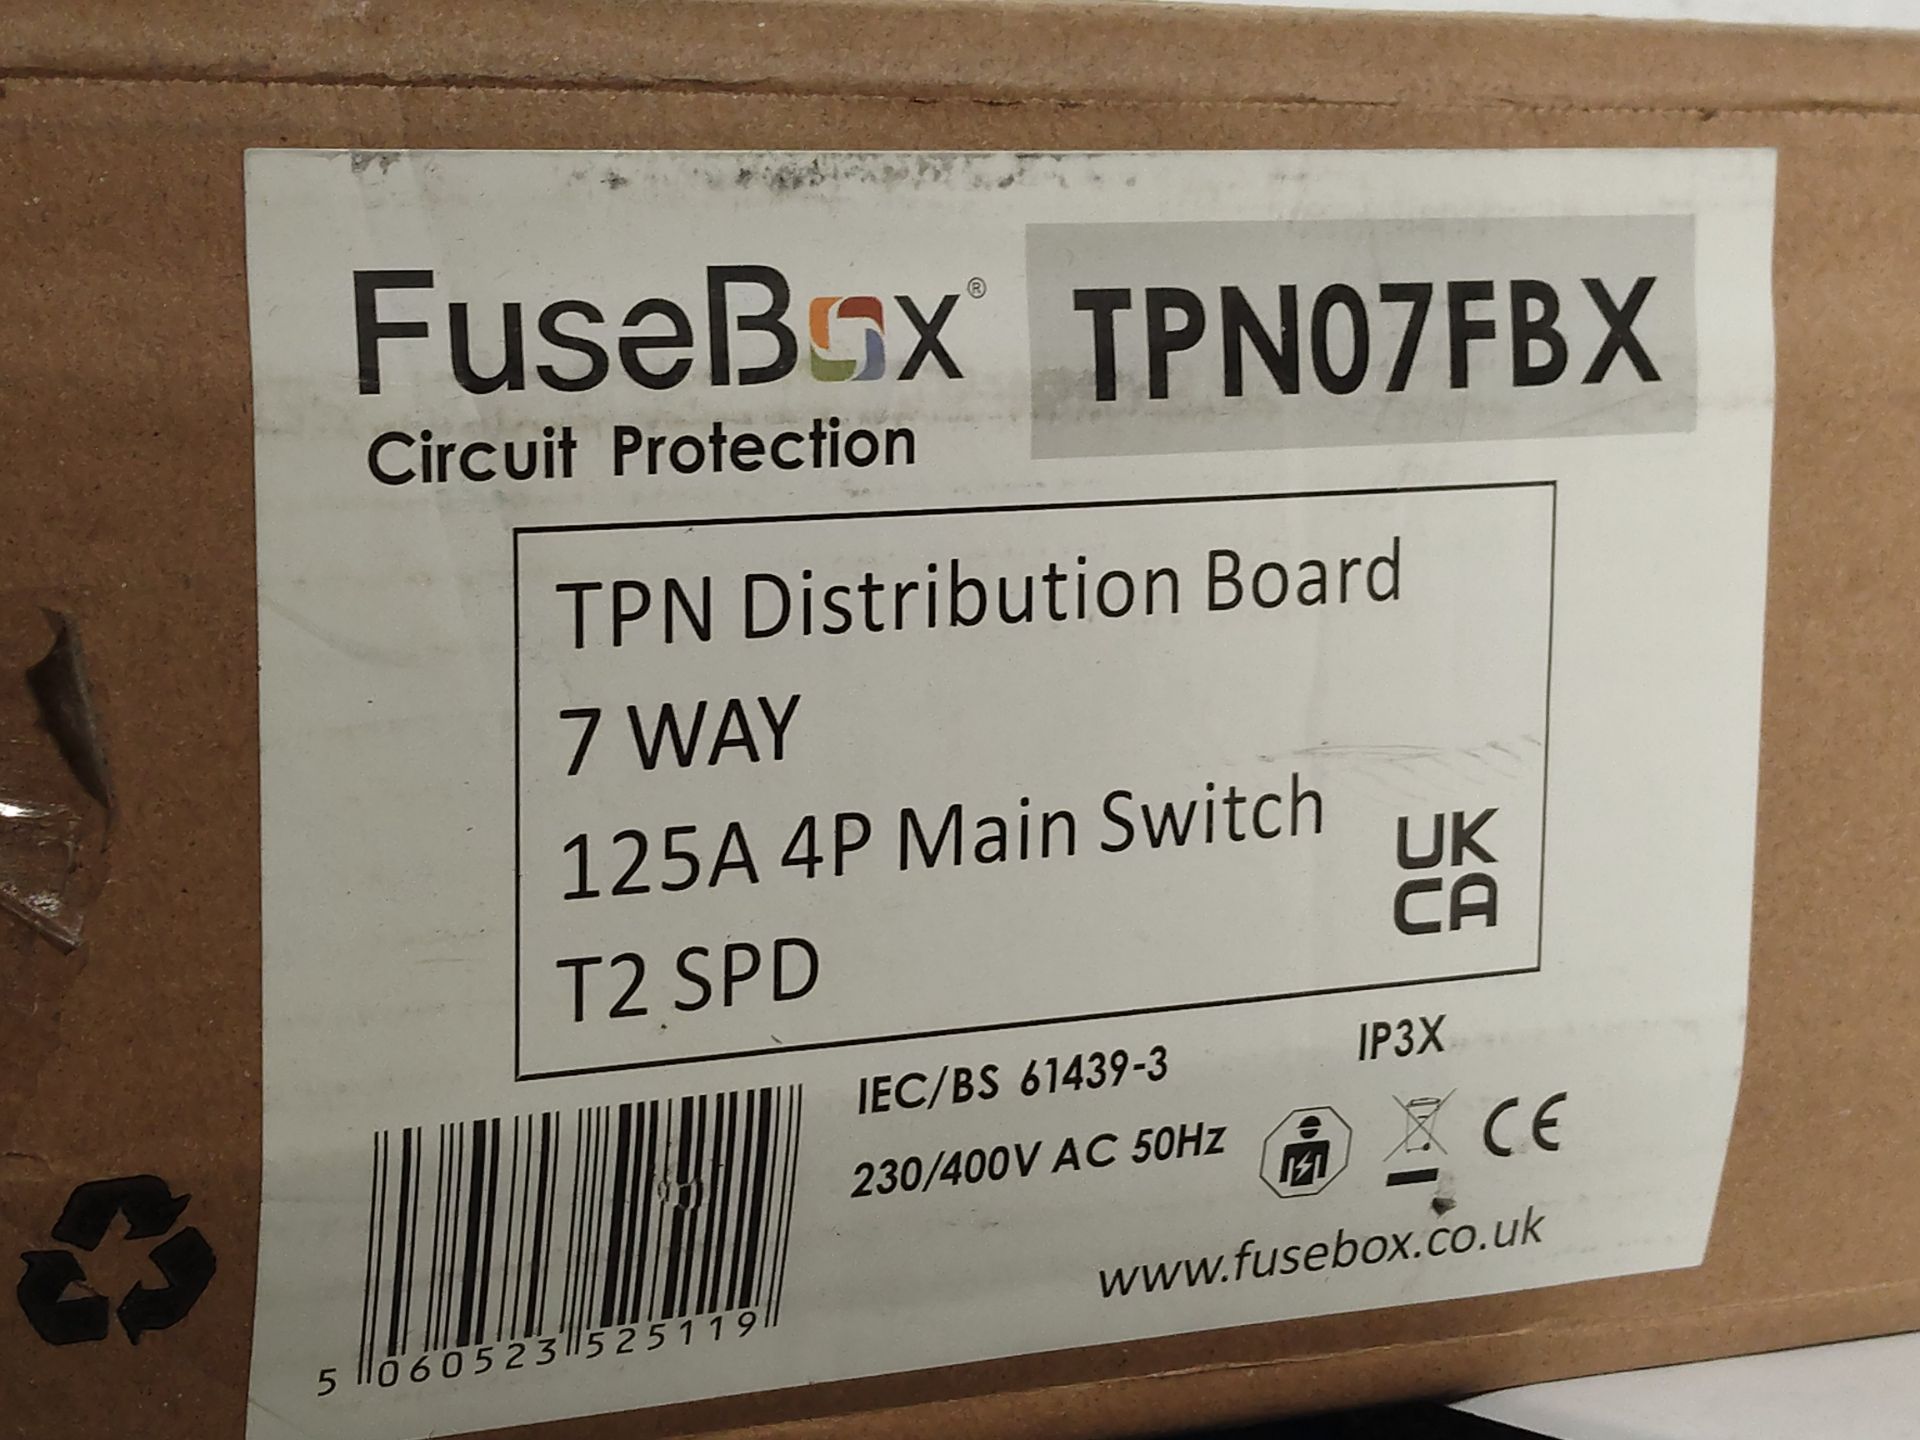 FuseBox®
TPN07FBX
Circuit Protection
TPN Distribution Board
7 WAY
125A 4P Main Switch
T2 SPD
UK
CA
IEC/BS 61439-3
IP3X
230/400V AC 50Hz
CE
www.fusebox.co.uk
5 060523 525119